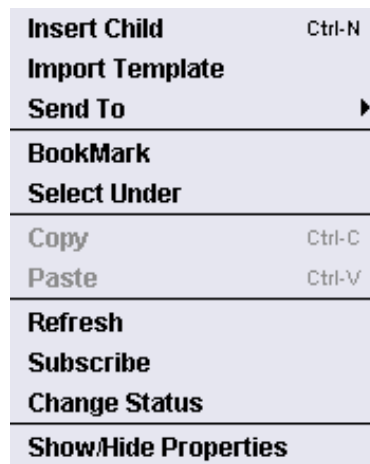 Insert Child Ctrl-N
Import Template
Send To
BookMark
Select Under
Copy Ctrl-C
Paste Ctrl-V
Refresh
Subscribe
Change Status
Show/Hide Properties